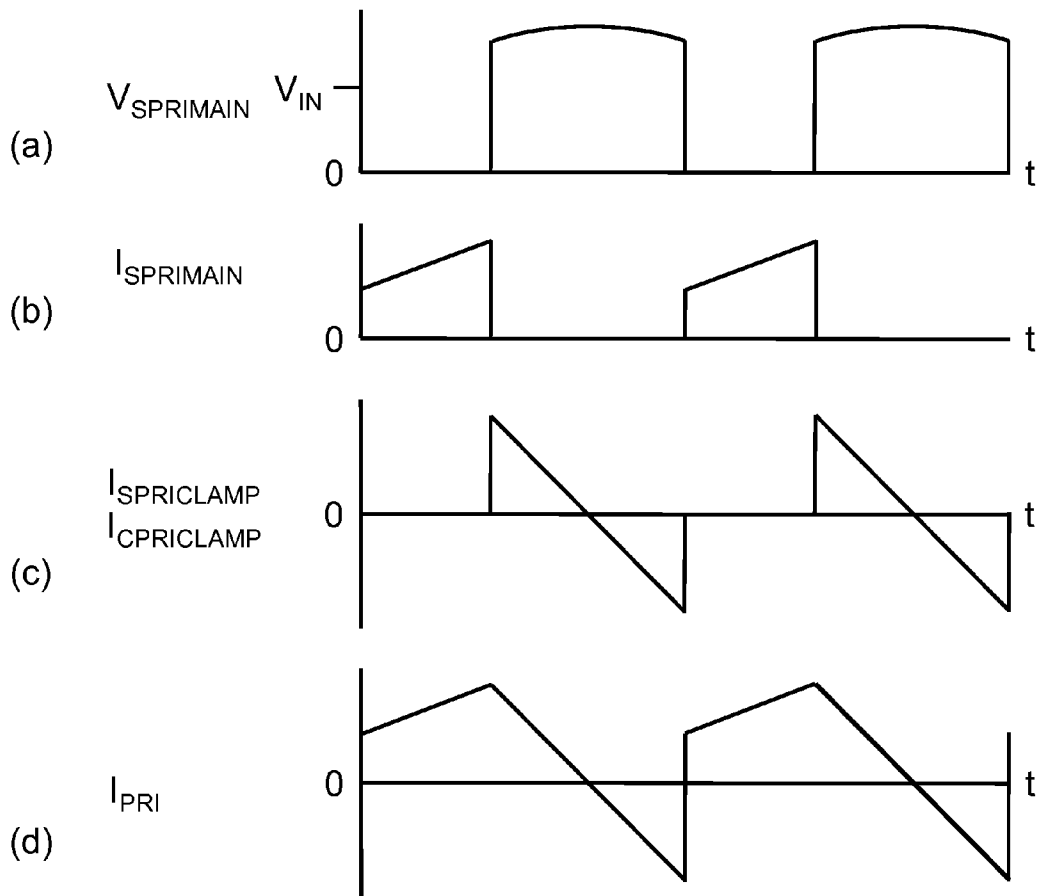 V_SPRIMAIN V_IN
(a)
0 t
I_SPRIMAIN
(b)
0 t
I_SPRICLAMP
0 t
I_CPRICLAMP
(c)
0 t
I_PRI
(d)